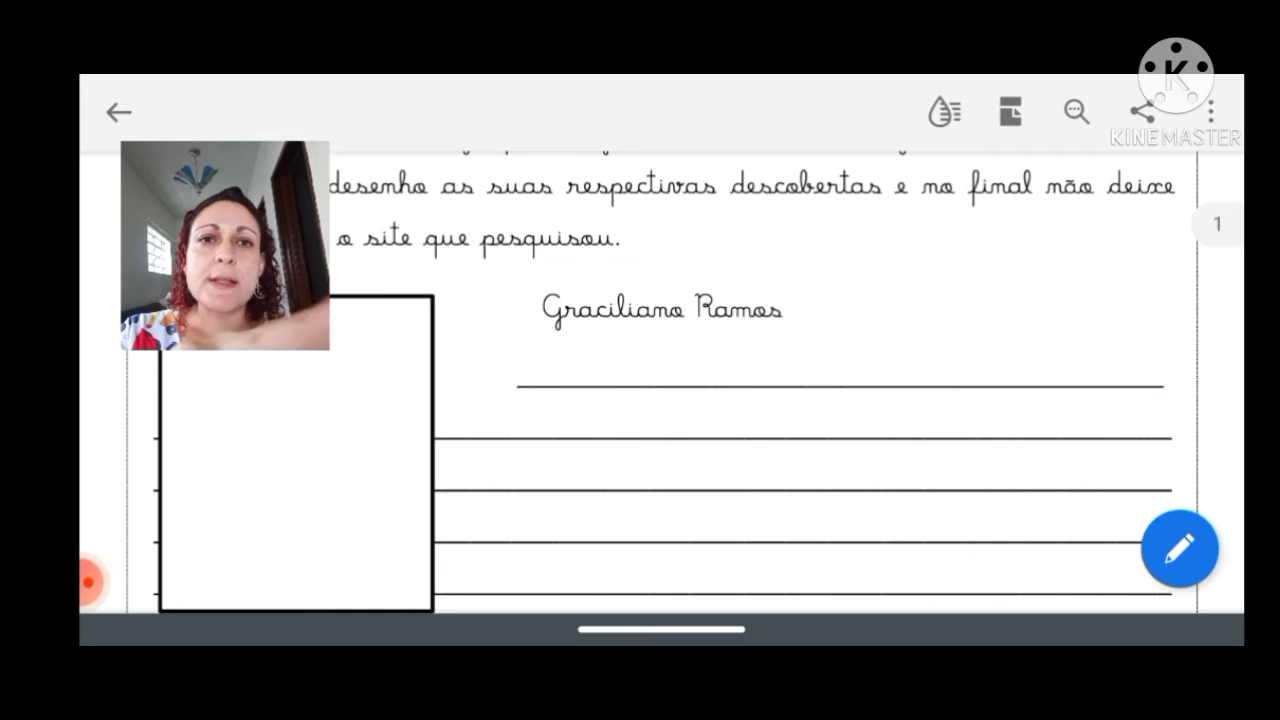 K
KINEMASTER
desenho as suas respectivas descobertas e no final não deixe
1
o site que pesquisou.
Graciliano Ramos